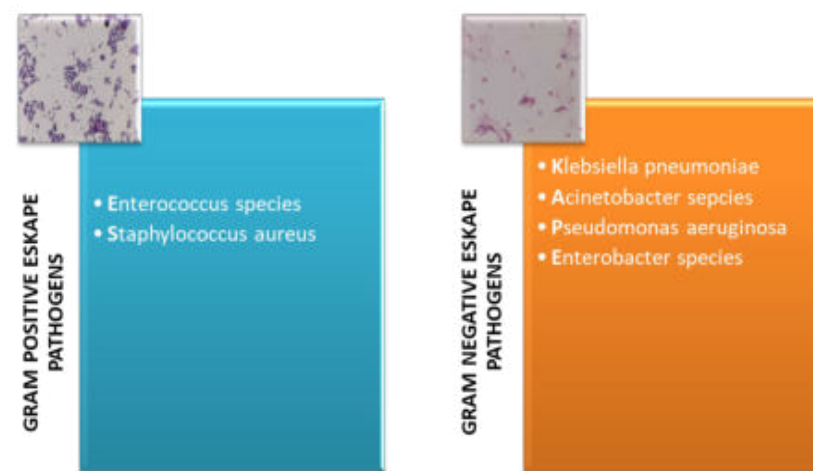 GRAM POSITIVE ESKAPE
PATHOGENS
• Enterococcus species
• Staphylococcus aureus
GRAM NEGATIVE ESKAPE
PATHOGENS
• Klebsiella pneumoniae
• Acinetobacter sepcies
• Pseudomonas aeruginosa
• Enterobacter species